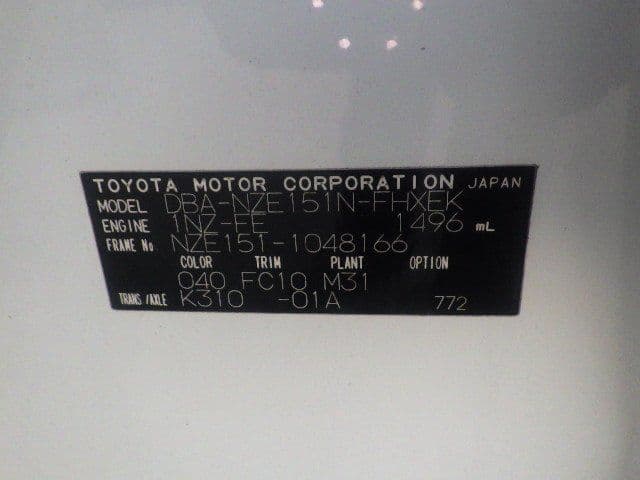 TOYOTA MOTOR CORPORATION JAPAN
MODEL DBA-NZE151N-FHXEK
ENGINE 1NZ-FE 1496 mL
FRAME No. NZE151-1048166
COLOR TRIM PLANT OPTION
040 FC10 M31
TRANS/AXLE K310 -01A 772